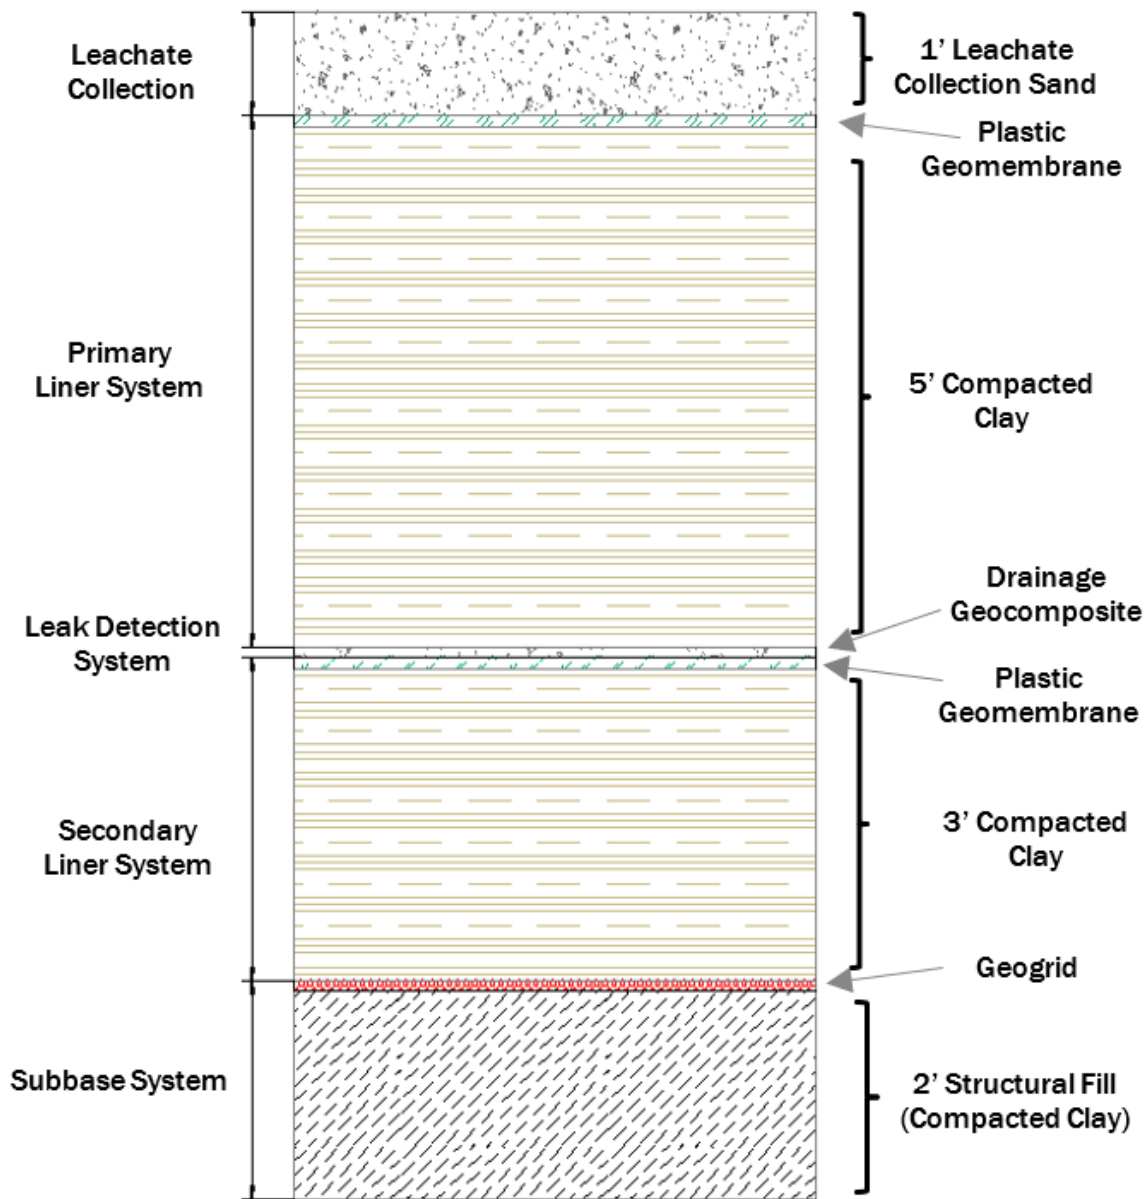 Leachate
Collection
1’ Leachate
Collection Sand
Plastic
Geomembrane
Primary
Liner System
5’ Compacted
Clay
Drainage
Geocomposite
Leak Detection
System
Plastic
Geomembrane
Secondary
Liner System
3’ Compacted
Clay
Geogrid
Subbase System
2’ Structural Fill
(Compacted Clay)